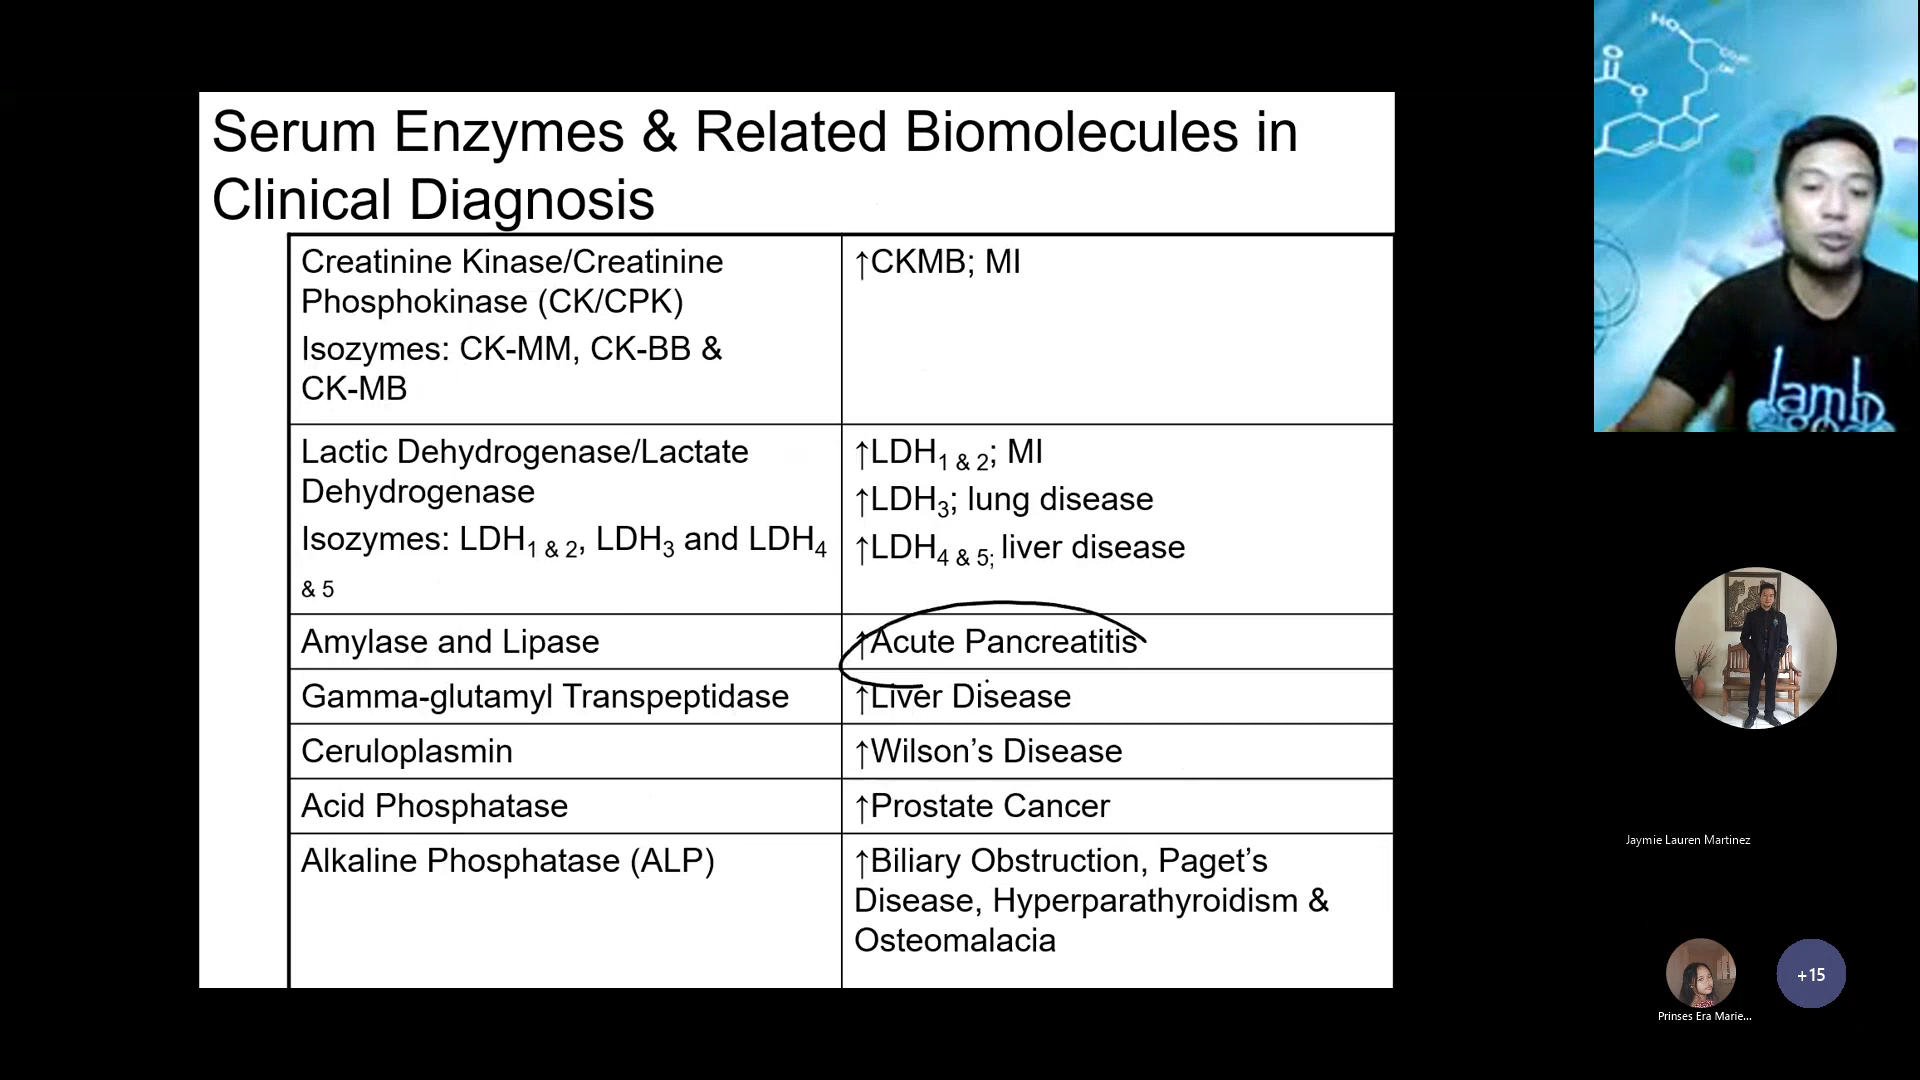 Serum Enzymes & Related Biomolecules in
Clinical Diagnosis
Creatinine Kinase/Creatinine
Phosphokinase (CK/CPK)
Isozymes: CK-MM, CK-BB &
CK-MB
↑CKMB; MI
Lactic Dehydrogenase/Lactate
Dehydrogenase
Isozymes: LDH1 & 2, LDH3 and LDH4
& 5
↑LDH1 & 2; MI
↑LDH3; lung disease
↑LDH4 & 5; liver disease
Amylase and Lipase
↑Acute Pancreatitis
Gamma-glutamyl Transpeptidase
↑Liver Disease
Ceruloplasmin
↑Wilson’s Disease
Acid Phosphatase
↑Prostate Cancer
Alkaline Phosphatase (ALP)
↑Biliary Obstruction, Paget’s
Disease, Hyperparathyroidism &
Osteomalacia
HO
O
O
lamb
Jaymie Lauren Martinez
Prinses Era Marie...
+15